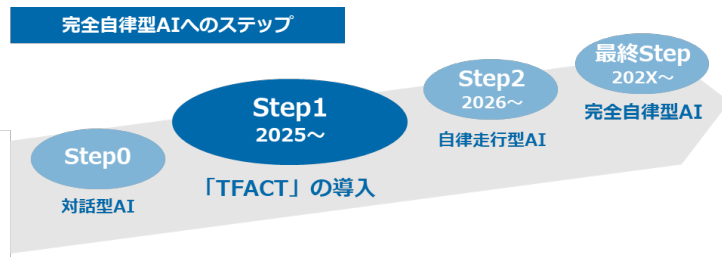 完全自律型AIへのステップ
Step0
対話型AI
Step1
2025～
「TFACT」の導入
Step2
2026～
自律走行型AI
最終Step
202X～
完全自律型AI